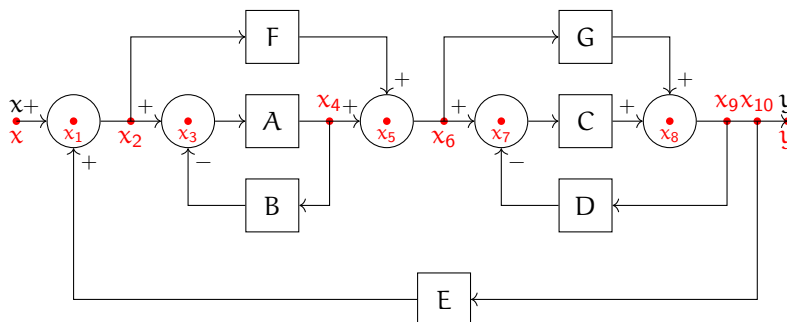 F
G
x
+
+
+
+
x₄
+
+
+
x₉
x₁₀
y
x
x₁
x₂
x₃
A
x₅
x₆
x₇
C
x₈
y
+
−
−
B
D
E